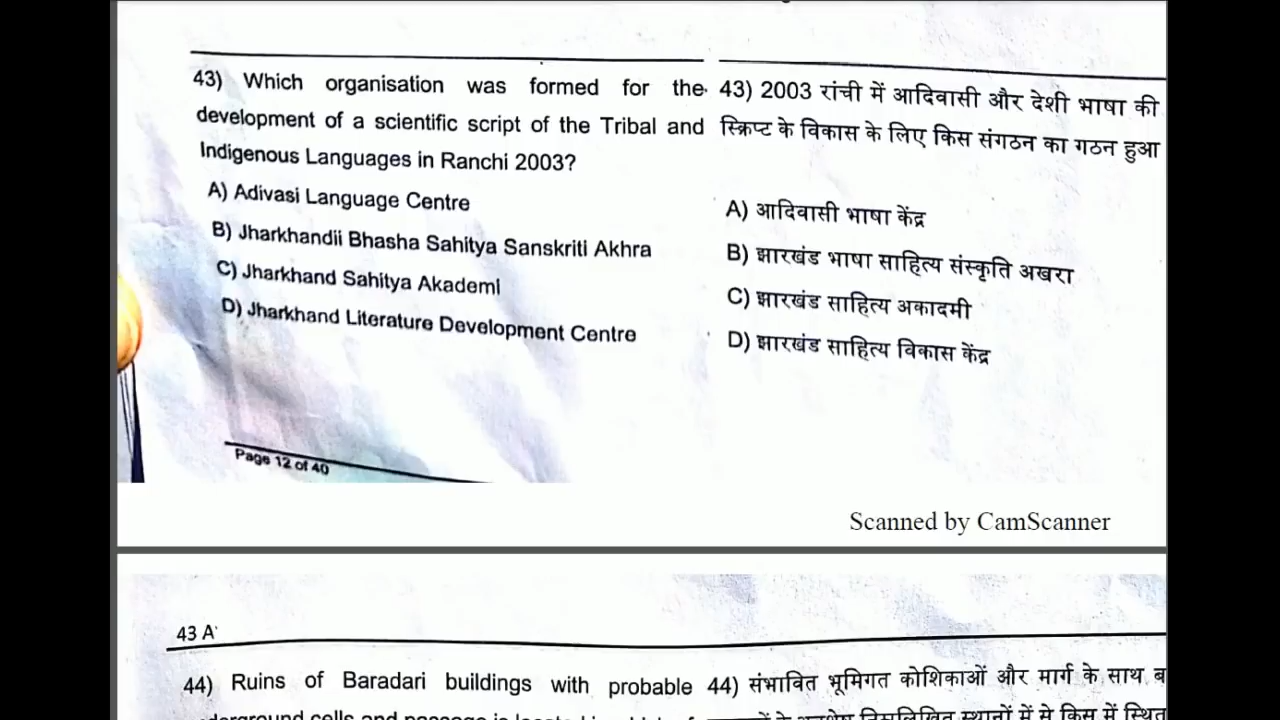 43) Which organisation was formed for the
development of a scientific script of the Tribal and
Indigenous Languages in Ranchi 2003?
A) Adivasi Language Centre
B) Jharkhandii Bhasha Sahitya Sanskriti Akhra
C) Jharkhand Sahitya Akademi
D) Jharkhand Literature Development Centre
43) 2003 रांची में आदिवासी और देशी भाषा की
स्क्रिप्ट के विकास के लिए किस संगठन का गठन हुआ
A) आदिवासी भाषा केंद्र
B) झारखंड भाषा साहित्य संस्कृति अखरा
C) झारखंड साहित्य अकादमी
D) झारखंड साहित्य विकास केंद्र
Page 12 of 40
Scanned by CamScanner
43 A
44) Ruins of Baradari buildings with probable
44) संभावित भूमिगत कोशिकाओं और मार्ग के साथ ब